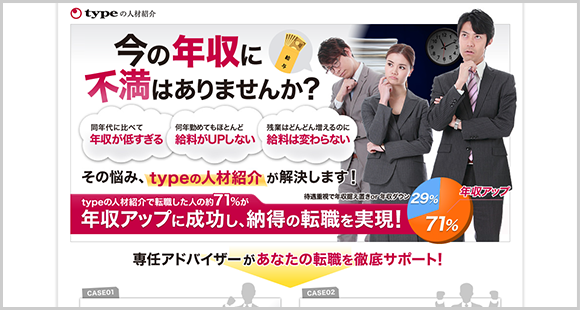 typeの人材紹介
今の年収に
不満はありませんか?
給与
同年代に比べて
年収が低すぎる
何年勤めてもほとんど
給料がUPしない
残業はどんどん増えるのに
給料は変わらない
その悩み、typeの人材紹介が解決します!
typeの人材紹介で転職した人の約71%が
年収アップに成功し、納得の転職を実現!
待遇重視で年収据え置きor年収ダウン
29%
年収アップ
71%
専任アドバイザーがあなたの転職を徹底サポート!
CASE01
CASE02